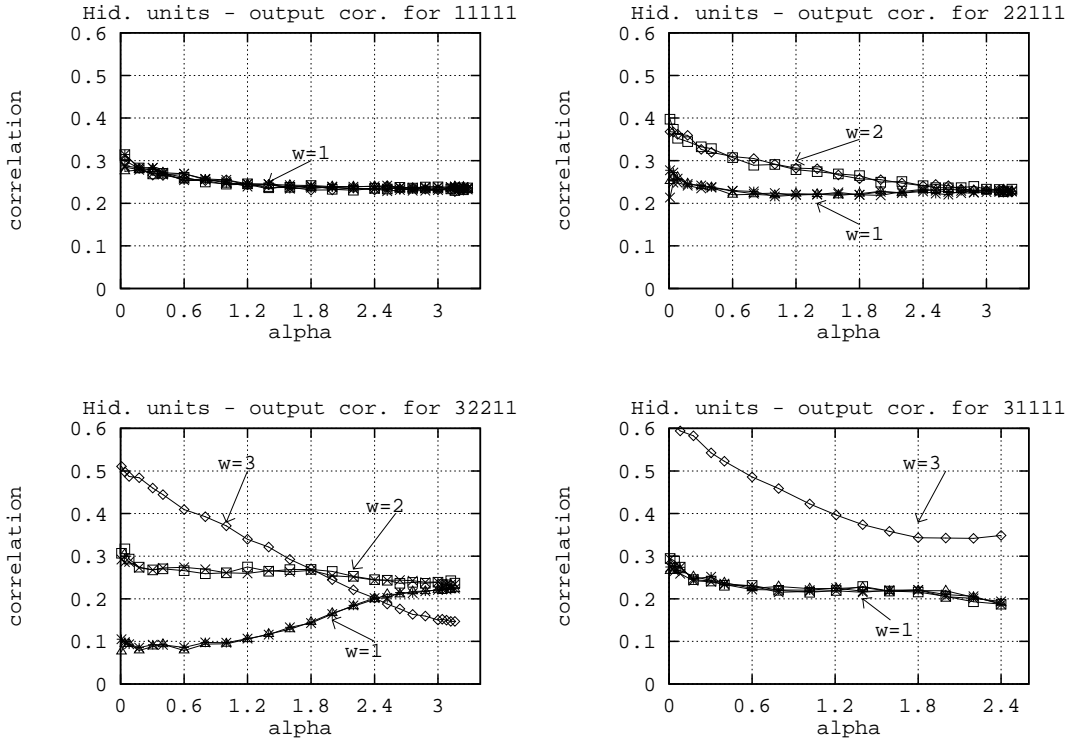 Hid. units - output cor. for 11111
0.6
0.5
0.4
0.3
0.2
0.1
0
correlation
w=1
0 0.6 1.2 1.8 2.4 3
alpha
Hid. units - output cor. for 22111
0.6
0.5
0.4
0.3
0.2
0.1
0
correlation
w=2
w=1
0 0.6 1.2 1.8 2.4 3
alpha
Hid. units - output cor. for 32211
0.6
0.5
0.4
0.3
0.2
0.1
0
correlation
w=3
w=2
w=1
0 0.6 1.2 1.8 2.4 3
alpha
Hid. units - output cor. for 31111
0.6
0.5
0.4
0.3
0.2
0.1
0
correlation
w=3
w=1
0 0.6 1.2 1.8 2.4
alpha